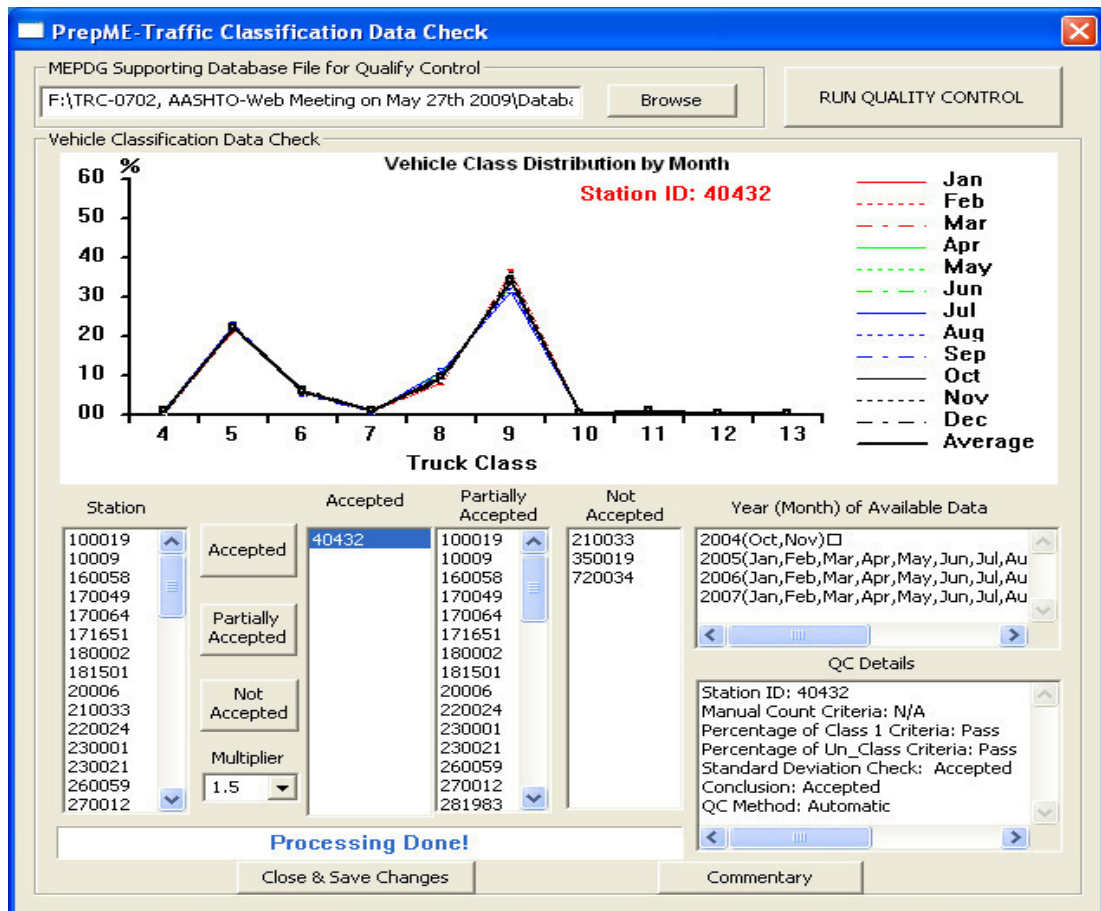 PrepME-Traffic Classification Data Check
MEPDG Supporting Database File for Qualify Control
F:\TRC-0702, AASHTO-Web Meeting on May 27th 2009\Databa
Browse
RUN QUALITY CONTROL
Vehicle Classification Data Check
Vehicle Class Distribution by Month
Station ID: 40432
%
60
50
40
30
20
10
00
4 5 6 7 8 9 10 11 12 13
Truck Class
Jan
Feb
Mar
Apr
May
Jun
Jul
Aug
Sep
Oct
Nov
Dec
Average
Station
100019
10009
160058
170049
170064
171651
180002
181501
20006
210033
220024
230001
230021
260059
270012
Accepted
Partially
Accepted
Not
Accepted
Multiplier
1.5
Accepted
40432
Partially
Accepted
100019
10009
160058
170049
170064
171651
180002
181501
20006
220024
230001
230021
260059
270012
281983
Not
Accepted
210033
350019
720034
Year (Month) of Available Data
2004(Oct,Nov)□
2005(Jan,Feb,Mar,Apr,May,Jun,Jul,Au
2006(Jan,Feb,Mar,Apr,May,Jun,Jul,Au
2007(Jan,Feb,Mar,Apr,May,Jun,Jul,Au
QC Details
Station ID: 40432
Manual Count Criteria: N/A
Percentage of Class 1 Criteria: Pass
Percentage of Un_Class Criteria: Pass
Standard Deviation Check: Accepted
Conclusion: Accepted
QC Method: Automatic
Processing Done!
Close & Save Changes
Commentary